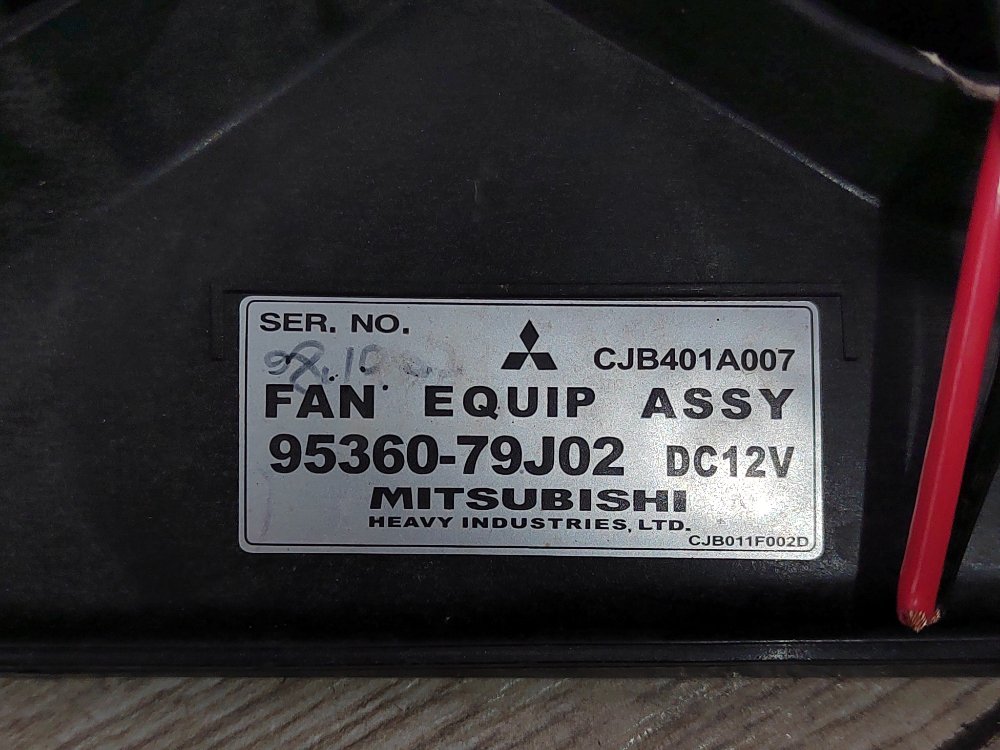 SER. NO.
CJB401A007
FAN EQUIP ASSY
95360-79J02 DC12V
MITSUBISHI
HEAVY INDUSTRIES, LTD.
CJB011F002D